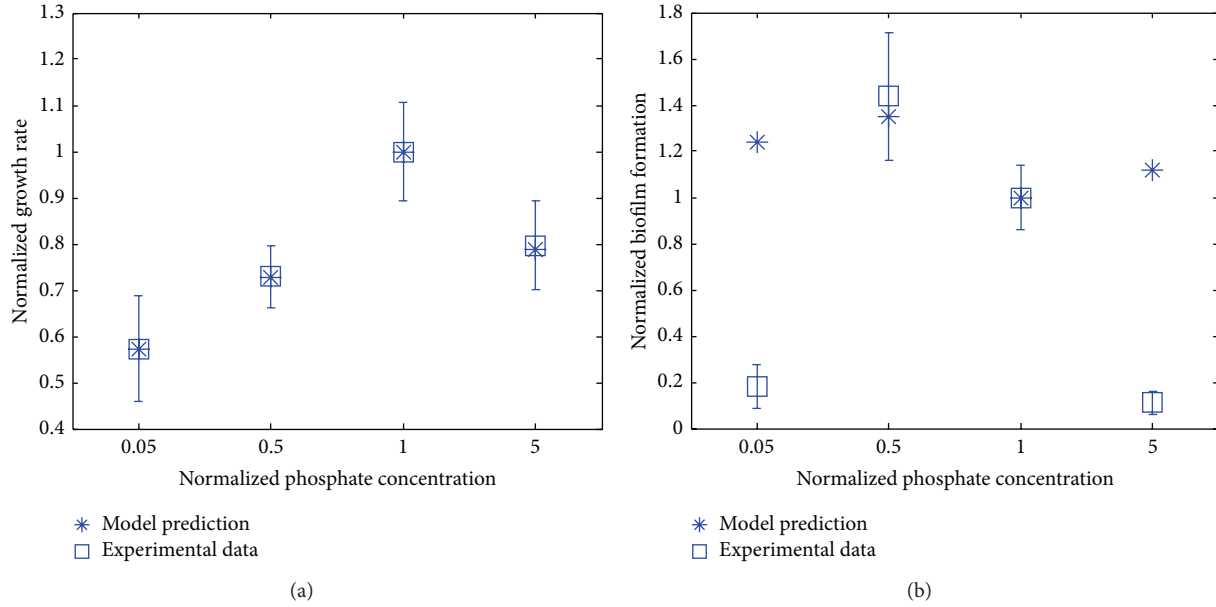 1.3
1.2
1.1
1
0.9
0.8
0.7
0.6
0.5
0.4
Normalized growth rate
0.05 0.5 1 5
Normalized phosphate concentration
Model prediction
Experimental data
(a)
1.8
1.6
1.4
1.2
1
0.8
0.6
0.4
0.2
0
Normalized biofilm formation
0.05 0.5 1 5
Normalized phosphate concentration
Model prediction
Experimental data
(b)